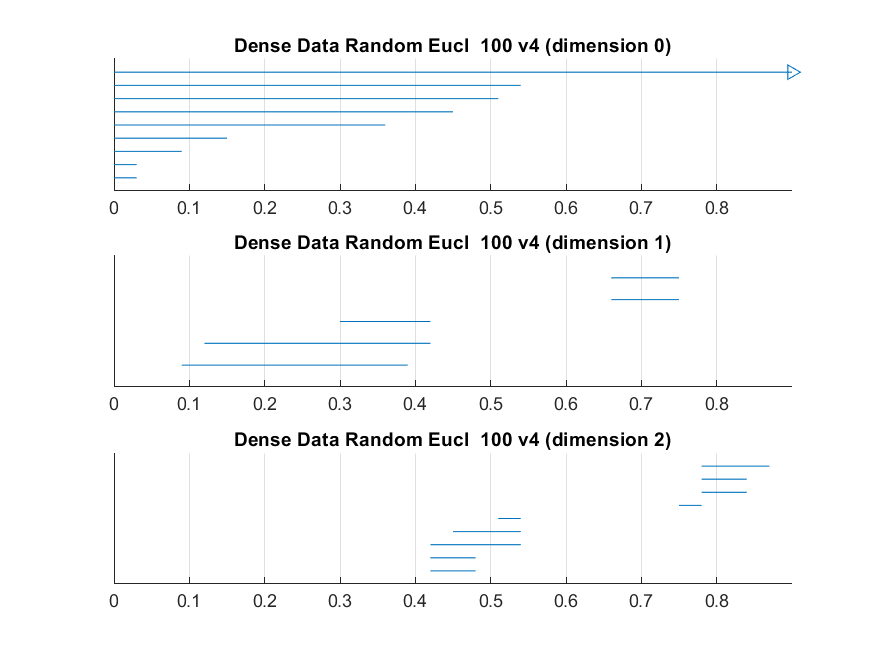 Dense Data Random Eucl  100 v4 (dimension 0)
0 0.1 0.2 0.3 0.4 0.5 0.6 0.7 0.8
Dense Data Random Eucl  100 v4 (dimension 1)
0 0.1 0.2 0.3 0.4 0.5 0.6 0.7 0.8
Dense Data Random Eucl  100 v4 (dimension 2)
0 0.1 0.2 0.3 0.4 0.5 0.6 0.7 0.8